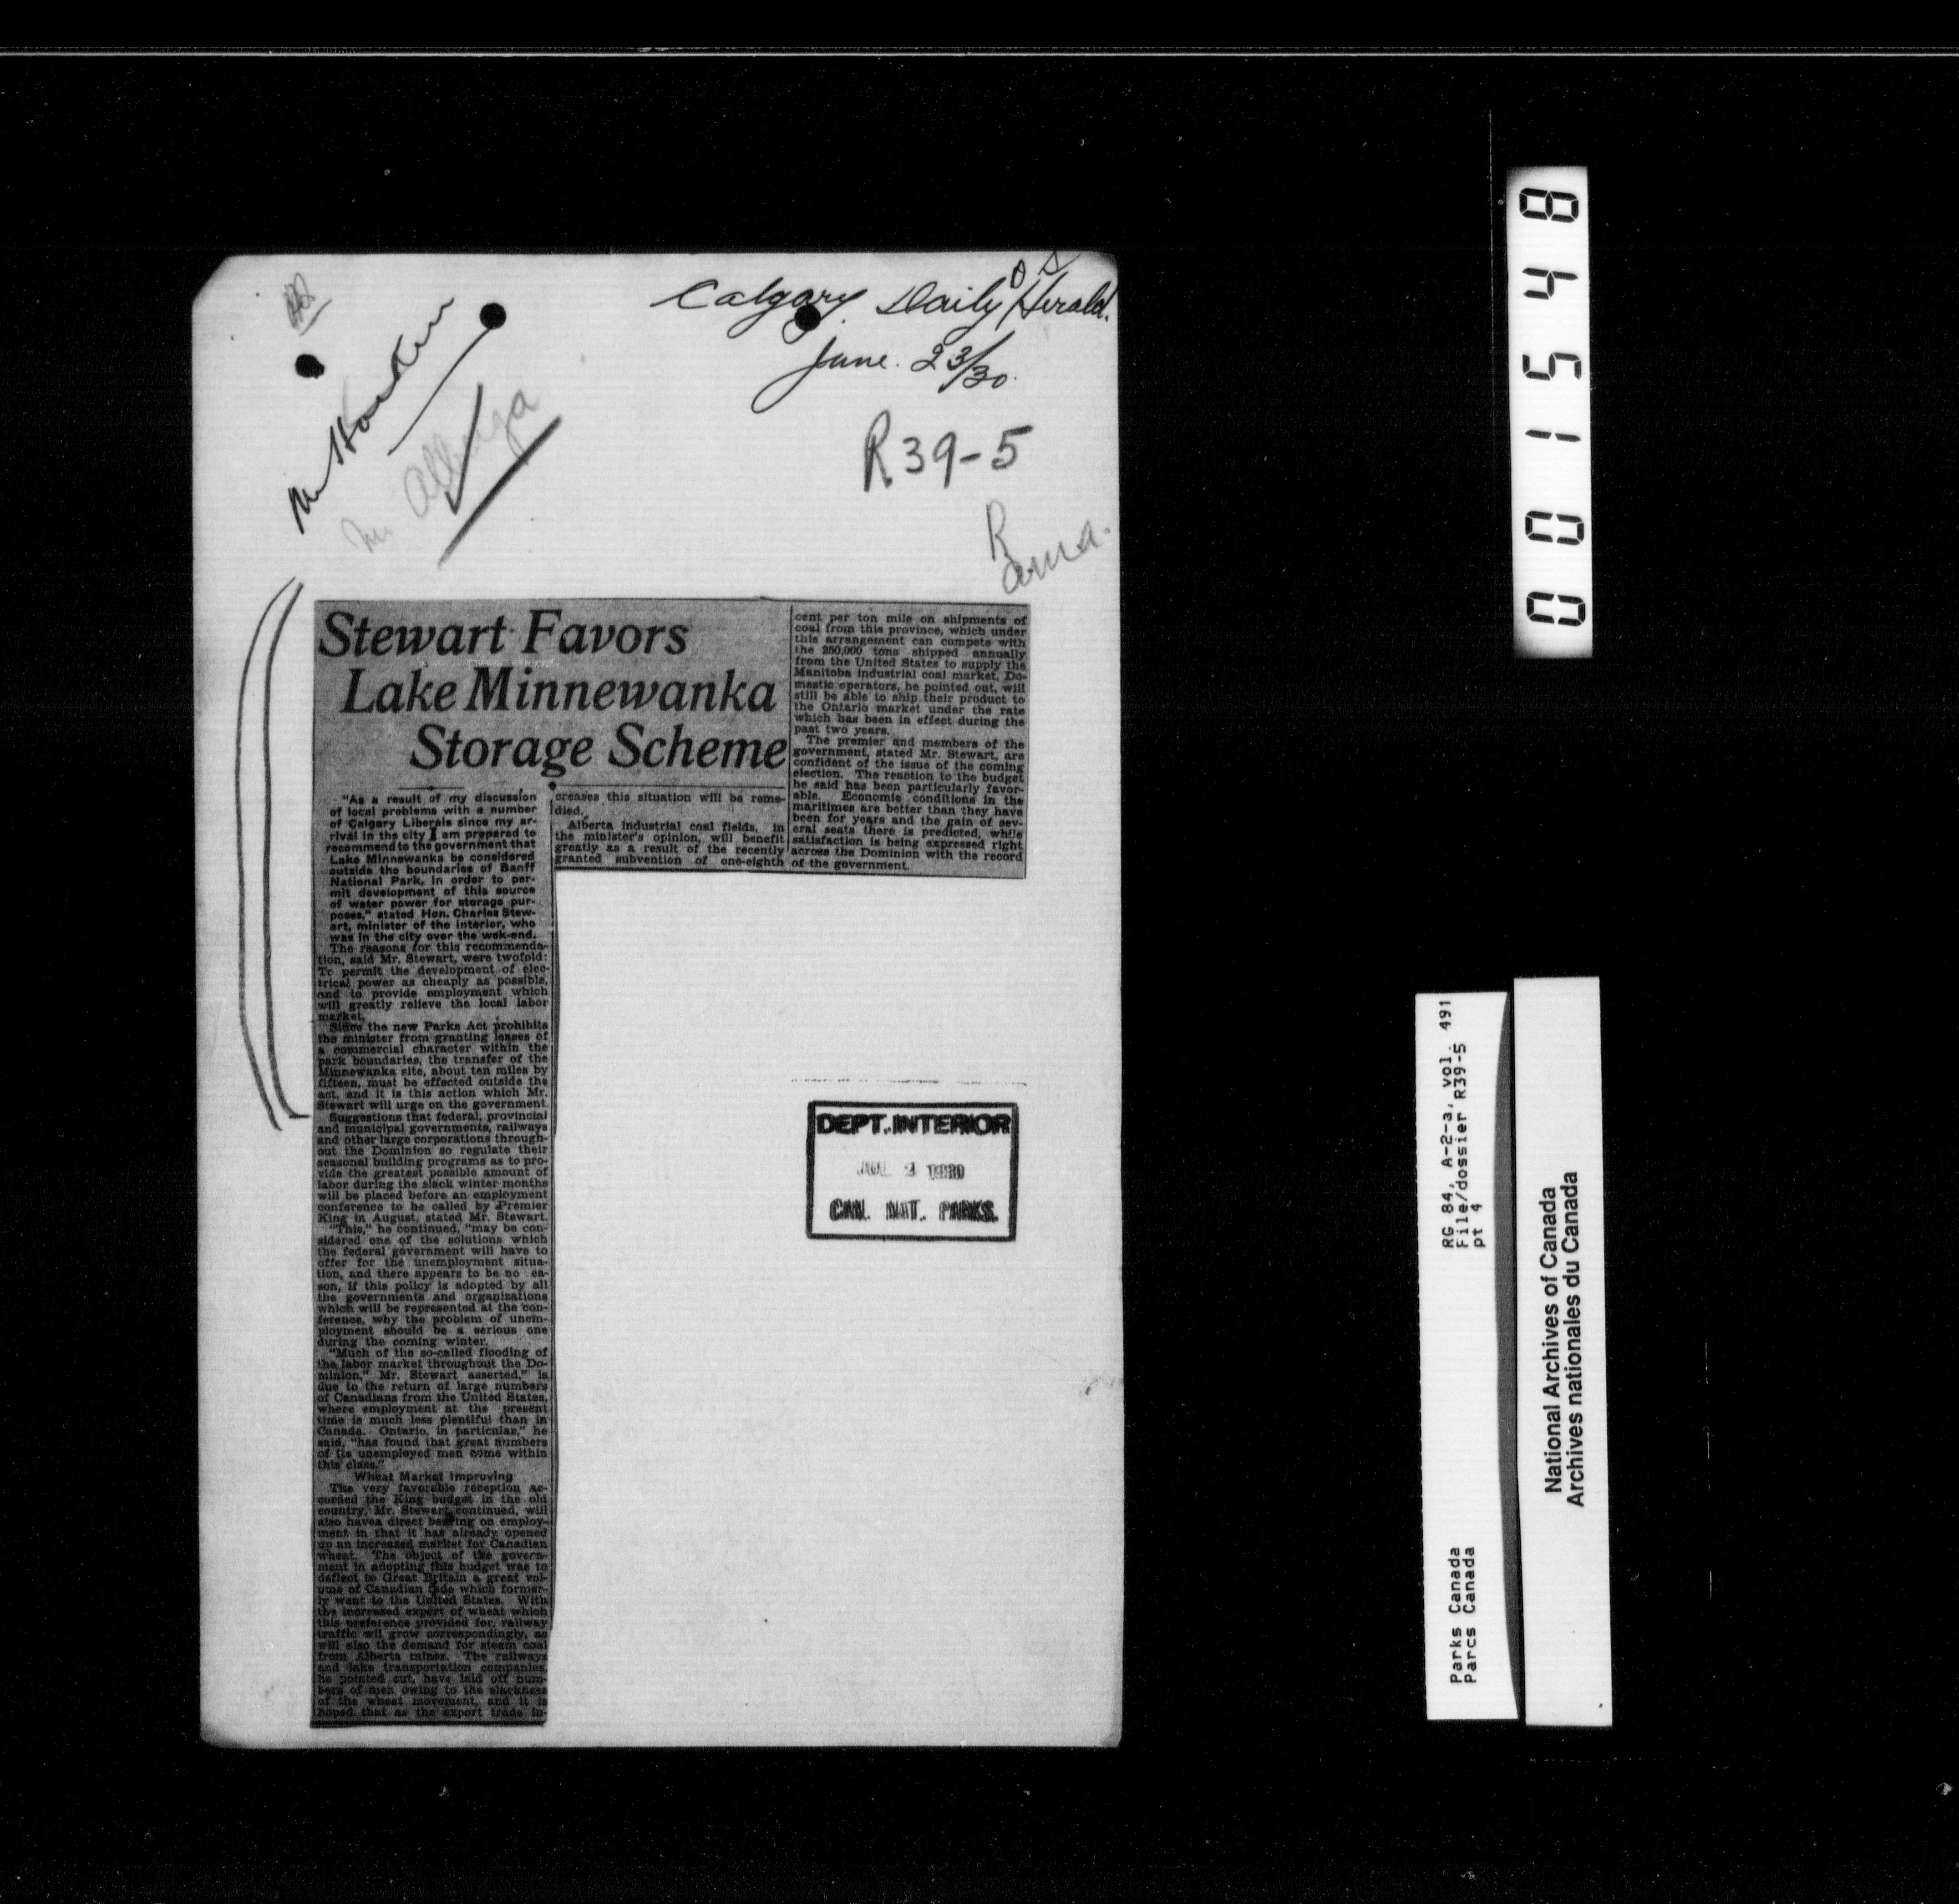 Calgary Daily Herald.
June. 23/30.
R39-5
Stewart Favors
Lake Minnewanka
Storage Scheme
"As a result of my discussion
of local problems with a number
of Calgary Liberals since my ar-
rival in the city I am prepared to
recommend to the government that
Lake Minnewanka be considered
outside the boundaries of Banff
National Park, in order to per-
mit development of this source
of water power for storage pur-
poses," stated Hon. Charles Stew-
art, minister of the interior, who
was in the city over the wek-end.
The reasons for this recommenda-
tion, said Mr. Stewart, were twofold:
To permit the development of elec-
trical power as cheaply as possible,
and to provide employment which
will greatly relieve the local labor
market.
Since the new Parks Act prohibits
the minister from granting leases of
a commercial character within the
park boundaries, the transfer of the
Minnewanka site, about ten miles by
fifteen, must be effected outside the
act, and it is this action which Mr.
Stewart will urge on the government.
Suggestions that federal, provincial
and municipal governments, railways
and other large corporations through-
out the Dominion so regulate their
seasonal building programs as to pro-
vide the greatest possible amount of
labor during the slack winter months
will be placed before an employment
conference to be called by Premier
King in August, stated Mr. Stewart.
"This," he continued, "may be con-
sidered one of the solutions which
the federal government will have to
offer for the unemployment situa-
tion, and there appears to be no ea-
son, if this policy is adopted by all
the governments and organizations
which will be represented at the con-
ference, why the problem of unem-
ployment should be a serious one
during the coming winter.
"Much of the so-called flooding of
the labor market throughout the Do-
minion," Mr. Stewart asserted," is
due to the return of large numbers
of Canadians from the United States,
where employment at the present
time is much less plentiful than in
Canada. Ontario, in particular," he
said, "has found that great numbers
of its unemployed men come within
this class."
Wheat Market Improving
The very favorable reception ac-
corded the King budget in the old
country, Mr. Stewart continued, will
also havea direct bearing on employ-
ment in that it has already opened
up an increased market for Canadian
wheat. The object of the govern-
ment in adopting this budget was to
deflect to Great Britain a great vol-
ume of Canadian tade which former-
ly went to the United States. With
the increased export of wheat which
this preference provided for, railway
traffic wil grow correspondingly, as
will also the demand for steam coal
from Alberta mines. The railways
and lake transportation companies,
he pointed out, have laid off num-
bers of men owing to the slackness
of the wheat movement, and it is
hoped that as the export trade in-
creases this situation will be reme-
died.
Alberta industrial coal fields, in
the minister's opinion, will benefit
greatly as a result of the recently
granted subvention of one-eighth
cent per ton mile on shipments of
coal from this province, which under
this arrangement can compete with
the 250,000 tons shipped annually
from the United States to supply the
Manitoba industrial coal market. Do-
mestic operators, he pointed out, will
still be able to ship their product to
the Ontario market under the rate
which has been in effect during the
past two years.
The premier and members of the
government, stated Mr. Stewart, are
confident of the issue of the coming
election. The reaction to the budget
he said has been particularly favor-
able. Economic conditions in the
maritimes are better than they have
been for years and the gain of sev-
eral seats there is predicted, while
satisfaction is being expressed right
across the Dominion with the record
of the government.
DEPT. INTERIOR
1930
CAN. NAT. PARKS.
001548
RG 84, A-2-a, vol. 491
File/dossier R39-5
pt 4
Parks Canada
Parcs Canada
National Archives of Canada
Archives nationales du Canada